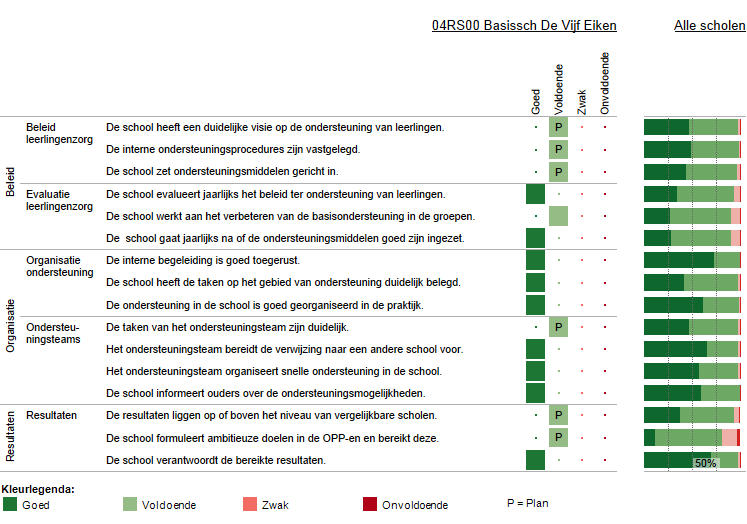 04RS00 Basissch De Vijf Eiken Alle scholen
Goed Voldoende Zwak Onvoldoende
Beleid
Beleid leerlingenzorg
De school heeft een duidelijke visie op de ondersteuning van leerlingen. P
De interne ondersteuningsprocedures zijn vastgelegd. P
De school zet ondersteuningsmiddelen gericht in. P
Evaluatie leerlingenzorg
De school evalueert jaarlijks het beleid ter ondersteuning van leerlingen.
De school werkt aan het verbeteren van de basisondersteuning in de groepen.
De school gaat jaarlijks na of de ondersteuningsmiddelen goed zijn ingezet.
Organisatie
Organisatie ondersteuning
De interne begeleiding is goed toegerust.
De school heeft de taken op het gebied van ondersteuning duidelijk belegd.
De ondersteuning in de school is goed georganiseerd in de praktijk.
Ondersteu-
ningsteams
De taken van het ondersteuningsteam zijn duidelijk. P
Het ondersteuningsteam bereidt de verwijzing naar een andere school voor.
Het ondersteuningsteam organiseert snelle ondersteuning in de school.
De school informeert ouders over de ondersteuningsmogelijkheden.
Resultaten
Resultaten
De resultaten liggen op of boven het niveau van vergelijkbare scholen. P
De school formuleert ambitieuze doelen in de OPP-en en bereikt deze. P
De school verantwoordt de bereikte resultaten.
50%
Kleurlegenda:
Goed Voldoende Zwak Onvoldoende P = Plan